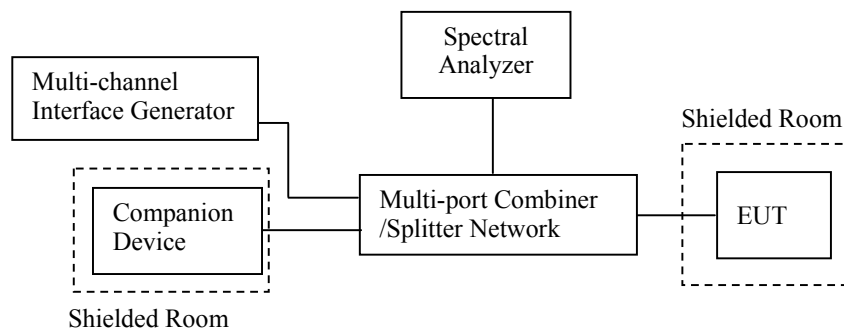 Spectral
Analyzer
Multi-channel
Interface Generator
Shielded Room
Multi-port Combiner
/Splitter Network
EUT
Companion
Device
Shielded Room